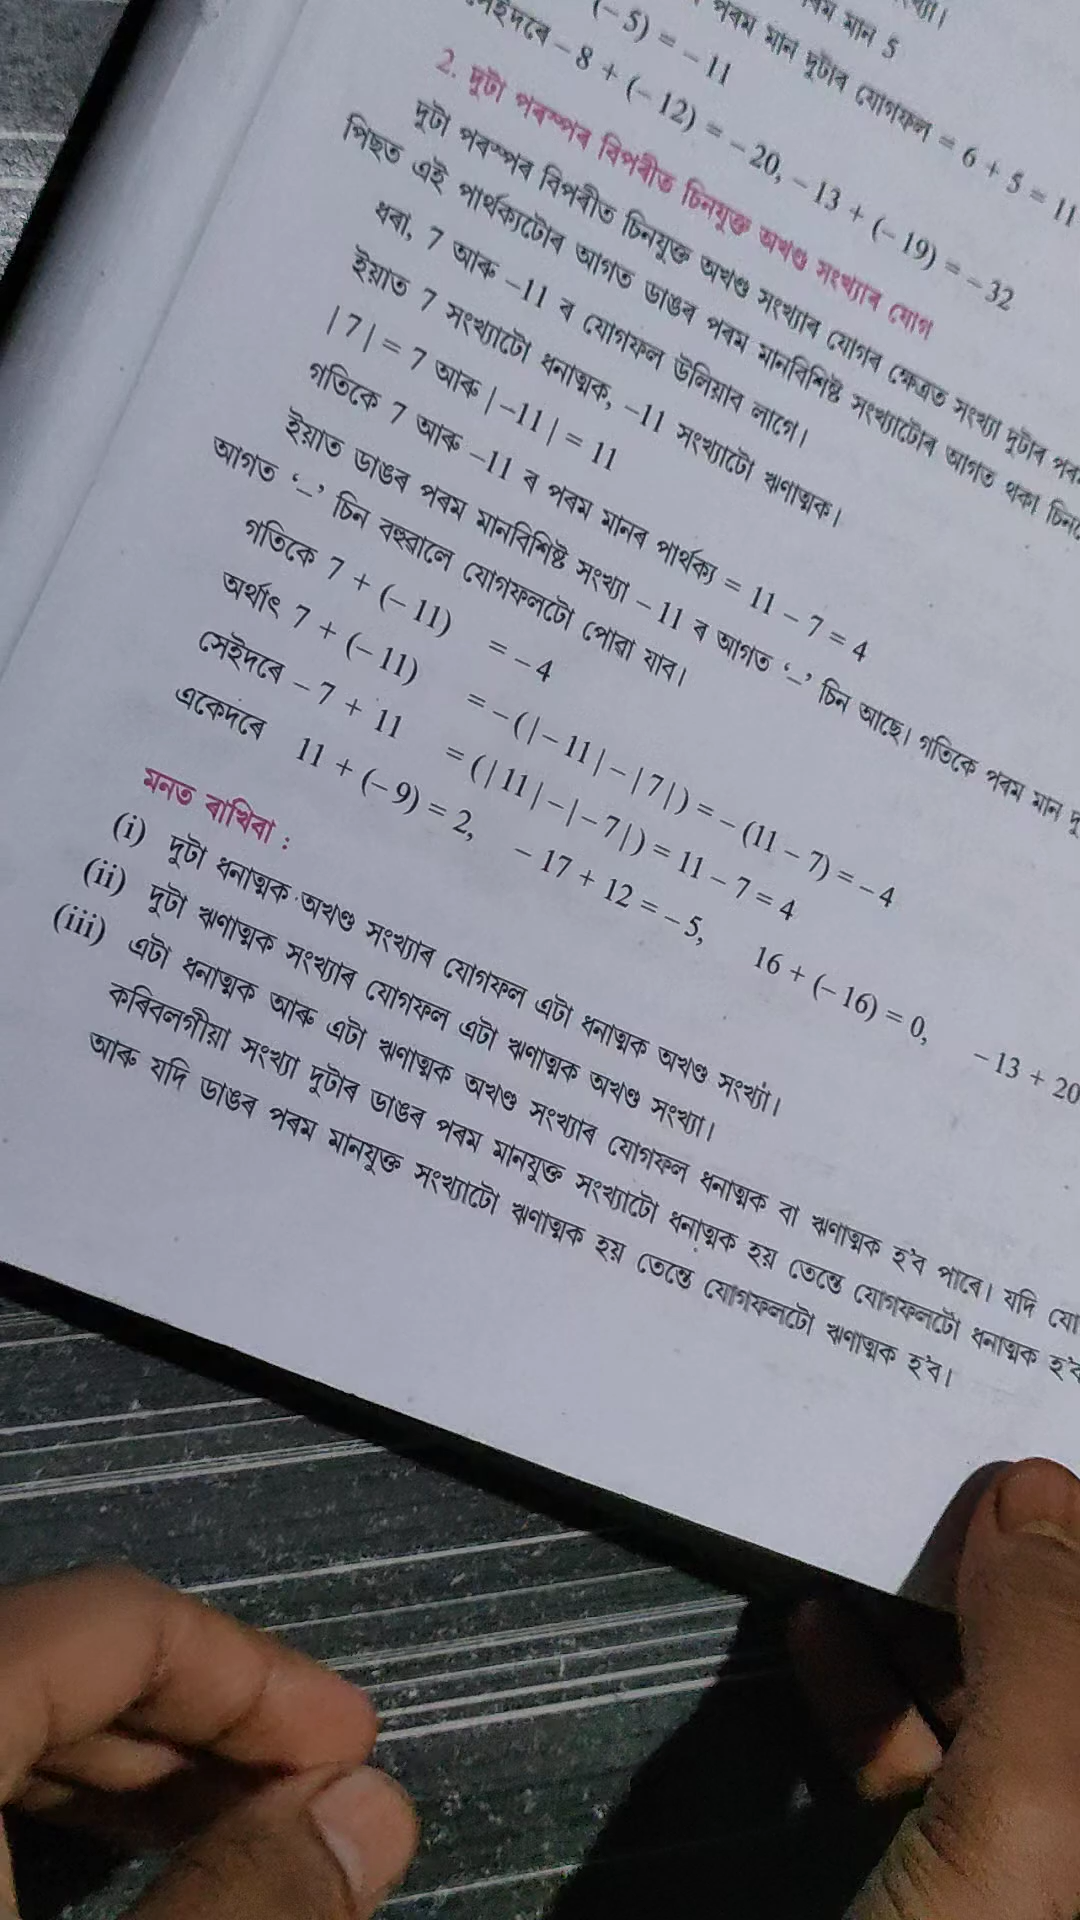 পৰম মান 5
পৰম মান দুটাৰ যোগফল = 6 + 5 = 11
(– 5) = – 11
– 8 + (– 12) = – 20, – 13 + (– 19) = – 32
2. দুটা পৰস্পৰ বিপৰীত চিনযুক্ত অখণ্ড সংখ্যাৰ যোগ
দুটা পৰস্পৰ বিপৰীত চিনযুক্ত অখণ্ড সংখ্যাৰ যোগৰ ক্ষেত্ৰত সংখ্যা দুটাৰ
পিছত এই পাৰ্থক্যটোৰ আগত ডাঙৰ পৰম মানবিশিষ্ট সংখ্যাটোৰ আগত থকা
ধৰা, 7 আৰু –11 ৰ যোগফল উলিয়াব লাগে।
ইয়াত 7 সংখ্যাটো ধনাত্মক, –11 সংখ্যাটো ঋণাত্মক।
| 7 | = 7 আৰু | –11 | = 11
গতিকে 7 আৰু –11 ৰ পৰম মানৰ পাৰ্থক্য = 11 – 7 = 4
ইয়াত ডাঙৰ পৰম মানবিশিষ্ট সংখ্যা – 11 ৰ আগত ‘–’ চিন আছে। গতিকে পৰম মান
আগত ‘–’ চিন বহুৱালে যোগফলটো পোৱা যাব।
গতিকে 7 + (– 11) = – 4
অৰ্থাৎ 7 + (– 11) = – (| – 11 | – | 7 |) = – (11 – 7) = – 4
সেইদৰে – 7 + 11 = (| 11 | – | – 7 |) = 11 – 7 = 4
একেদৰে 11 + (– 9) = 2, – 17 + 12 = – 5, 16 + (– 16) = 0, – 13 + 20
মনত ৰাখিবা :
(i) দুটা ধনাত্মক অখণ্ড সংখ্যাৰ যোগফল এটা ধনাত্মক অখণ্ড সংখ্যা।
(ii) দুটা ঋণাত্মক সংখ্যাৰ যোগফল এটা ঋণাত্মক অখণ্ড সংখ্যা।
(iii) এটা ধনাত্মক আৰু এটা ঋণাত্মক অখণ্ড সংখ্যাৰ যোগফল ধনাত্মক বা ঋণাত্মক হ'ব পাৰে। যদি
কৰিবলগীয়া সংখ্যা দুটাৰ ডাঙৰ পৰম মানযুক্ত সংখ্যাটো ধনাত্মক হয় তেন্তে যোগফলটো ধনাত্মক হ'ব
আৰু যদি ডাঙৰ পৰম মানযুক্ত সংখ্যাটো ঋণাত্মক হয় তেন্তে যোগফলটো ঋণাত্মক হ'ব।